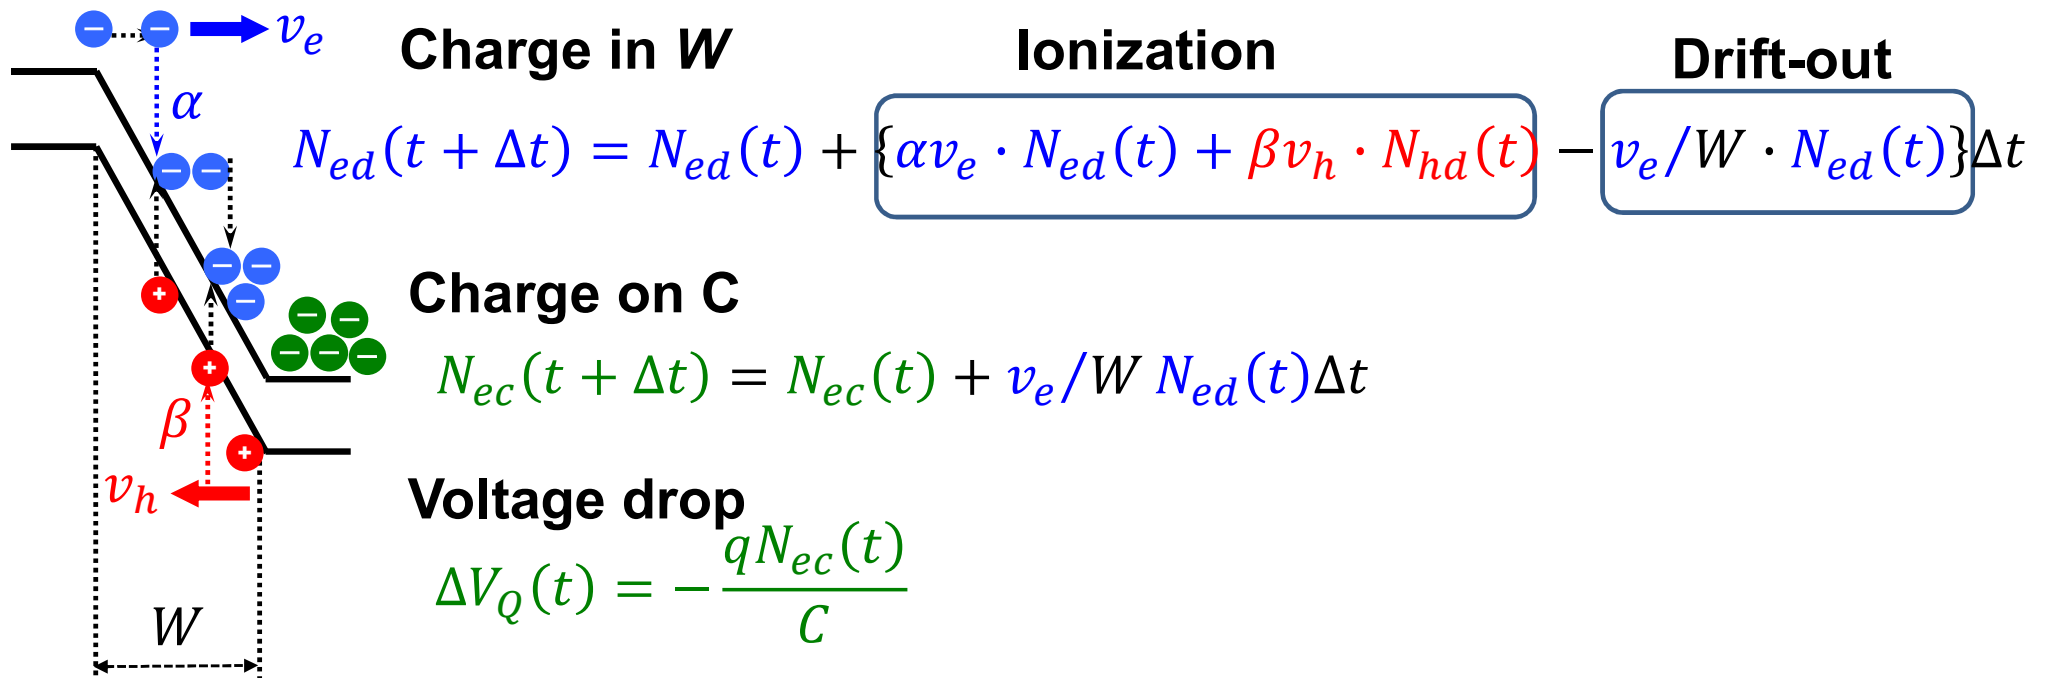 v_e
Charge in W
Ionization
Drift-out
α
N_ed(t + Δt) = N_ed(t) + {αv_e · N_ed(t) + βv_h · N_hd(t) − v_e/W · N_ed(t)}Δt
Charge on C
N_ec(t + Δt) = N_ec(t) + v_e/W N_ed(t)Δt
β
v_h
Voltage drop
ΔV_Q(t) = − qN_ec(t) / C
W